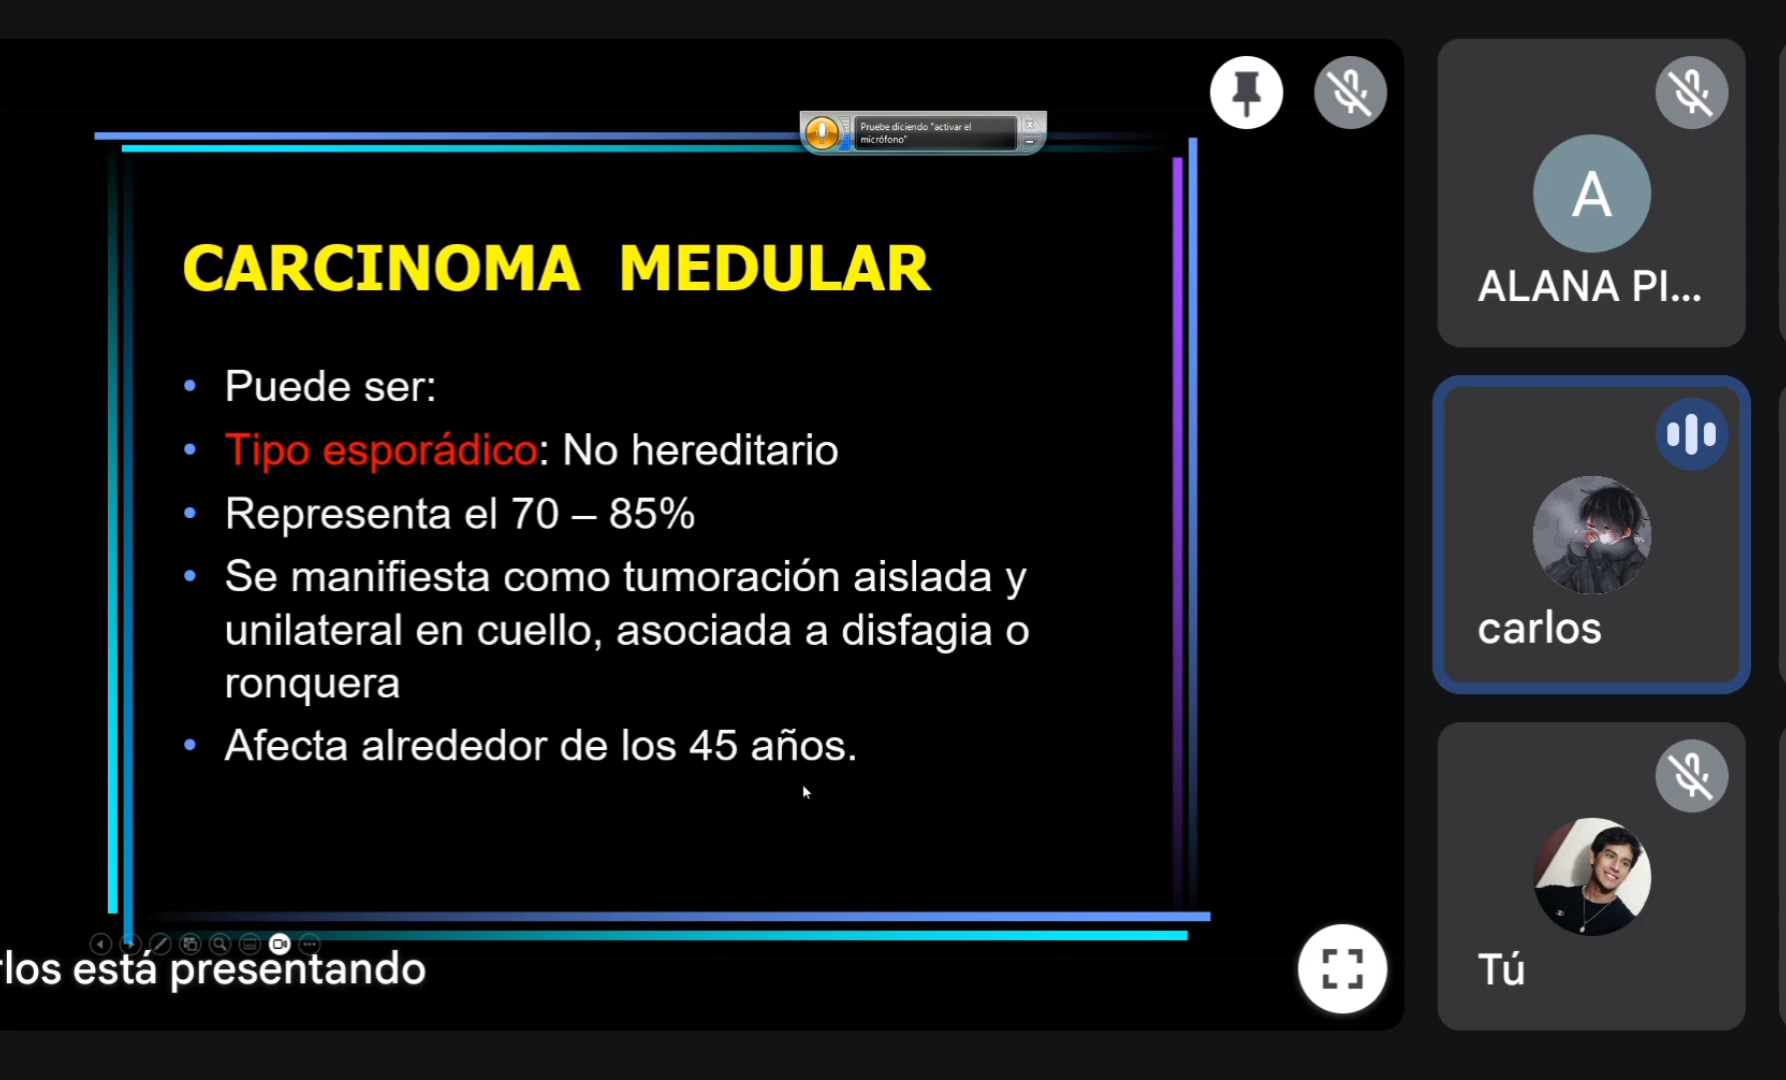 Pruebe diciendo "activar el
micrófono"
CARCINOMA MEDULAR
• Puede ser:
• Tipo esporádico: No hereditario
• Representa el 70 – 85%
• Se manifiesta como tumoración aislada y
unilateral en cuello, asociada a disfagia o
ronquera
• Afecta alrededor de los 45 años.
rlos está presentando
A
ALANA PI...
carlos
Tú